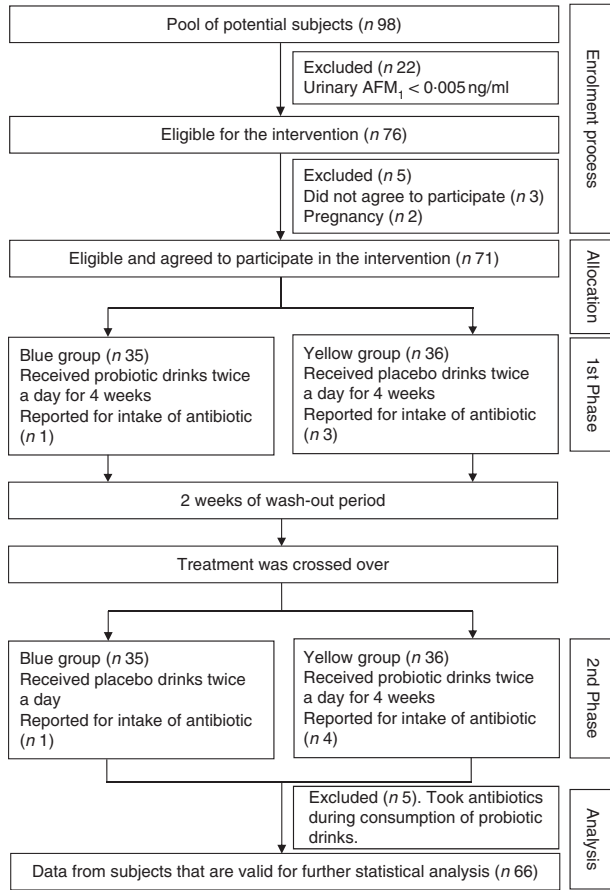 Pool of potential subjects (n 98)
Excluded (n 22)
Urinary AFM₁ < 0·005 ng/ml
Eligible for the intervention (n 76)
Excluded (n 5)
Did not agree to participate (n 3)
Pregnancy (n 2)
Enrolment process
Eligible and agreed to participate in the intervention (n 71)
Allocation
Blue group (n 35)
Received probiotic drinks twice
a day for 4 weeks
Reported for intake of antibiotic
(n 1)
Yellow group (n 36)
Received placebo drinks twice
a day for 4 weeks
Reported for intake of antibiotic
(n 3)
1st Phase
2 weeks of wash-out period
Treatment was crossed over
Blue group (n 35)
Received placebo drinks twice
a day
Reported for intake of antibiotic
(n 1)
Yellow group (n 36)
Received probiotic drinks twice
a day for 4 weeks
Reported for intake of antibiotic
(n 4)
2nd Phase
Excluded (n 5). Took antibiotics
during consumption of probiotic
drinks.
Analysis
Data from subjects that are valid for further statistical analysis (n 66)